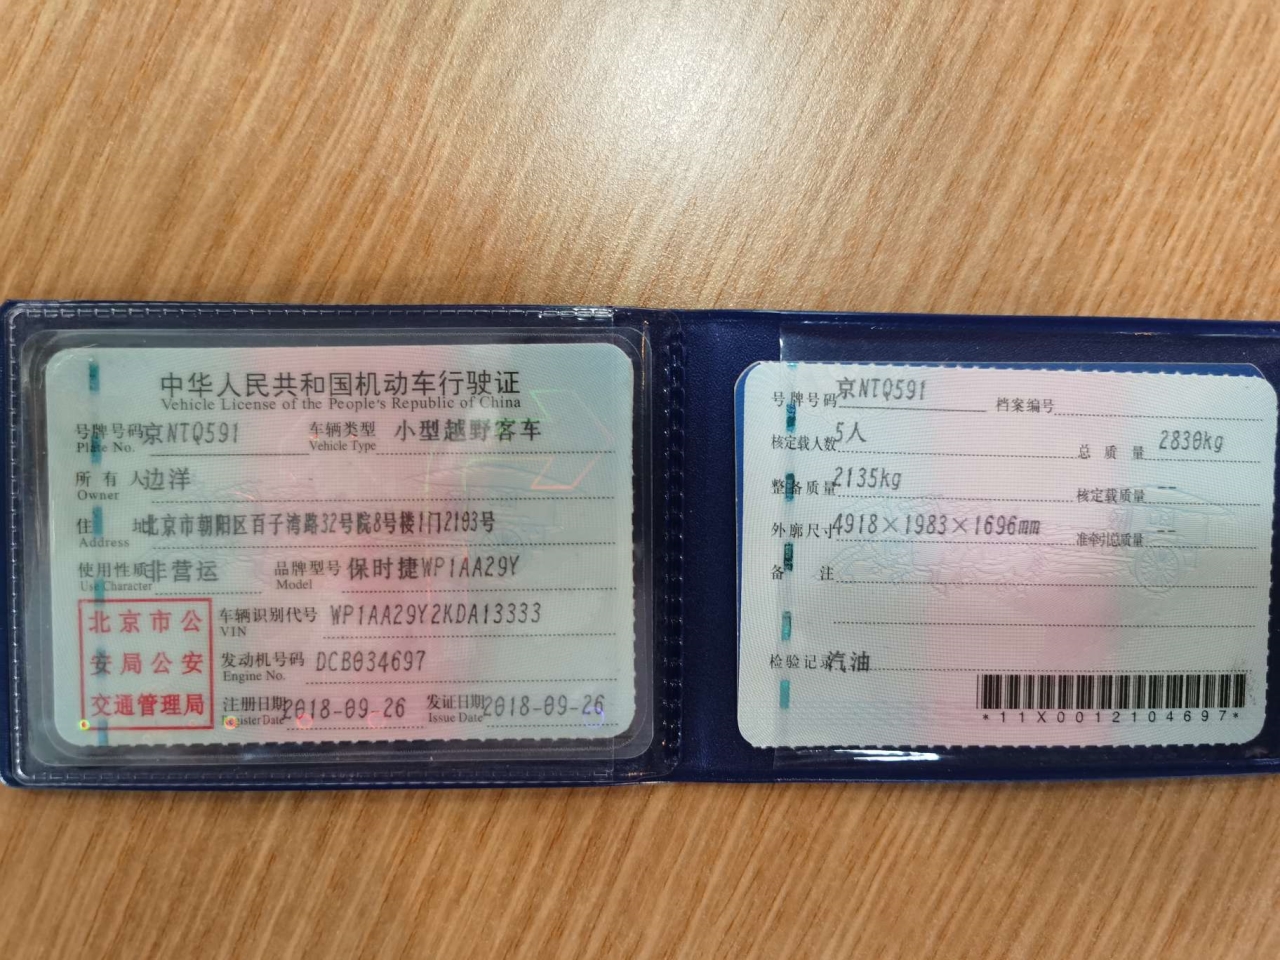 中华人民共和国机动车行驶证
Vehicle License of the People's Republic of China
号牌号码 京NTQ591 车辆类型 小型越野客车
Plate No. Vehicle Type
所有人 边洋
Owner
住址 北京市朝阳区百子湾路32号院8号楼1门2103号
Address
使用性质 非营运 品牌型号 保时捷WP1AA29Y
Use Character Model
北京市公
安局公安
交通管理局
车辆识别代号 WP1AA29Y2KDA13333
VIN
发动机号码 DCB034697
Engine No.
注册日期 2018-09-26 发证日期 2018-09-26
Register Date Issue Date
号牌号码 京NTQ591 档案编号
核定载人数 5人 总质量 2830kg
整备质量 2135kg 核定载质量 --
外廓尺寸 4918×1983×1696mm 准牵引总质量 --
备注
检验记录 汽油
*11X0012104697*